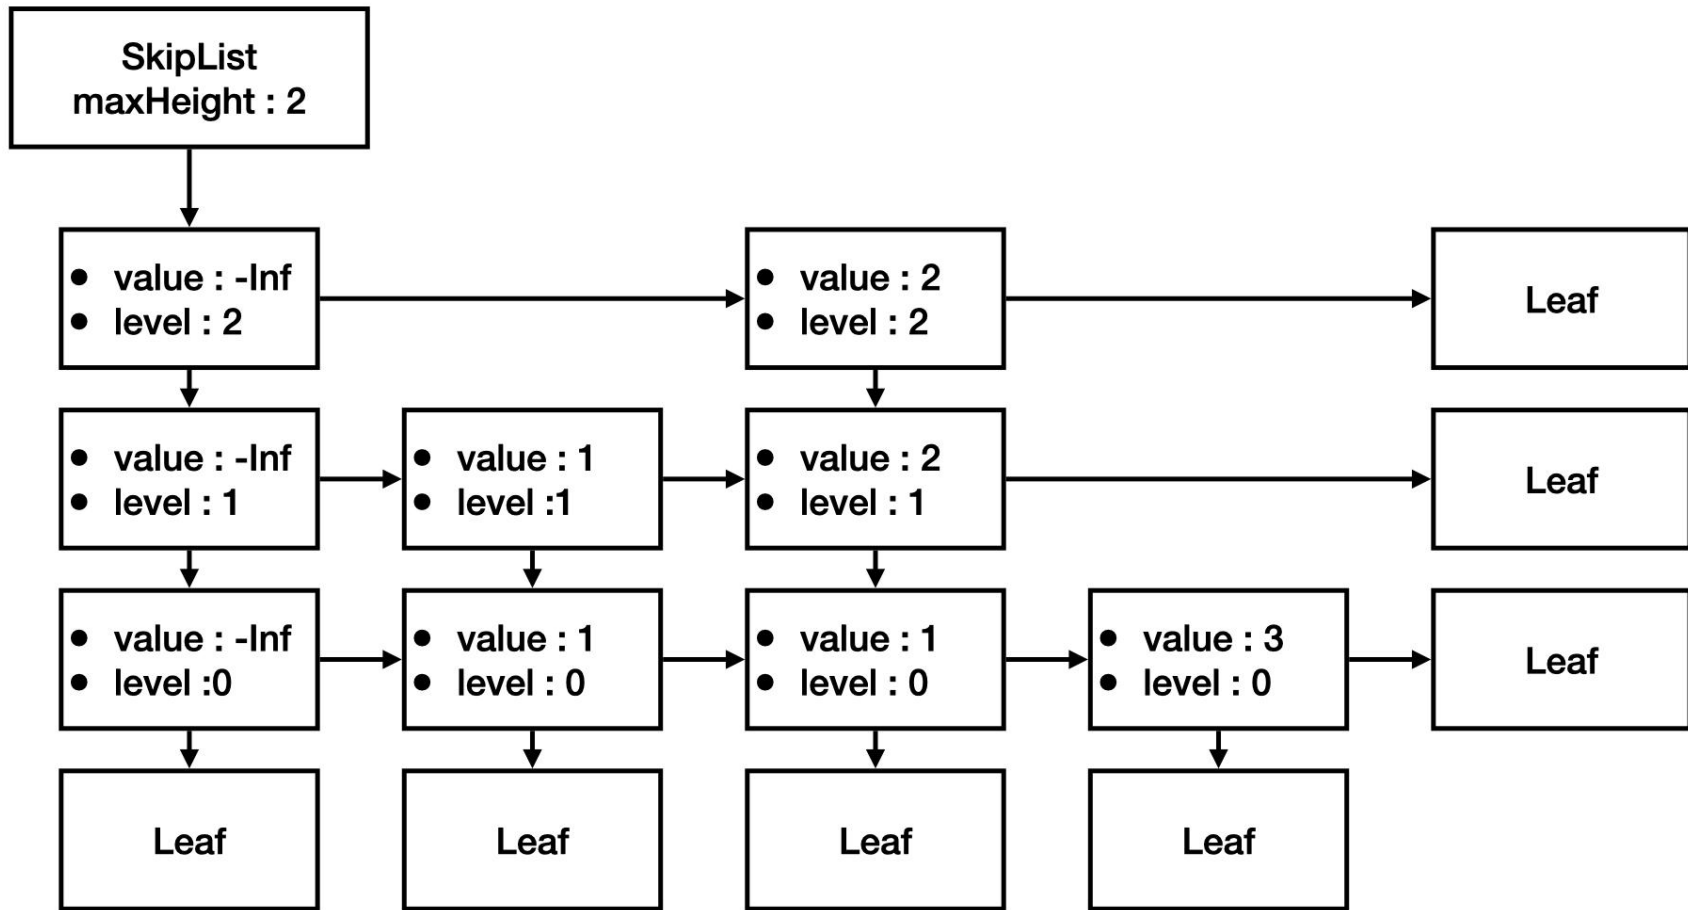 SkipList
maxHeight : 2
• value : -Inf
• level : 2
• value : 2
• level : 2
Leaf
• value : -Inf
• level : 1
• value : 1
• level :1
• value : 2
• level : 1
Leaf
• value : -Inf
• level :0
• value : 1
• level : 0
• value : 1
• level : 0
• value : 3
• level : 0
Leaf
Leaf
Leaf
Leaf
Leaf